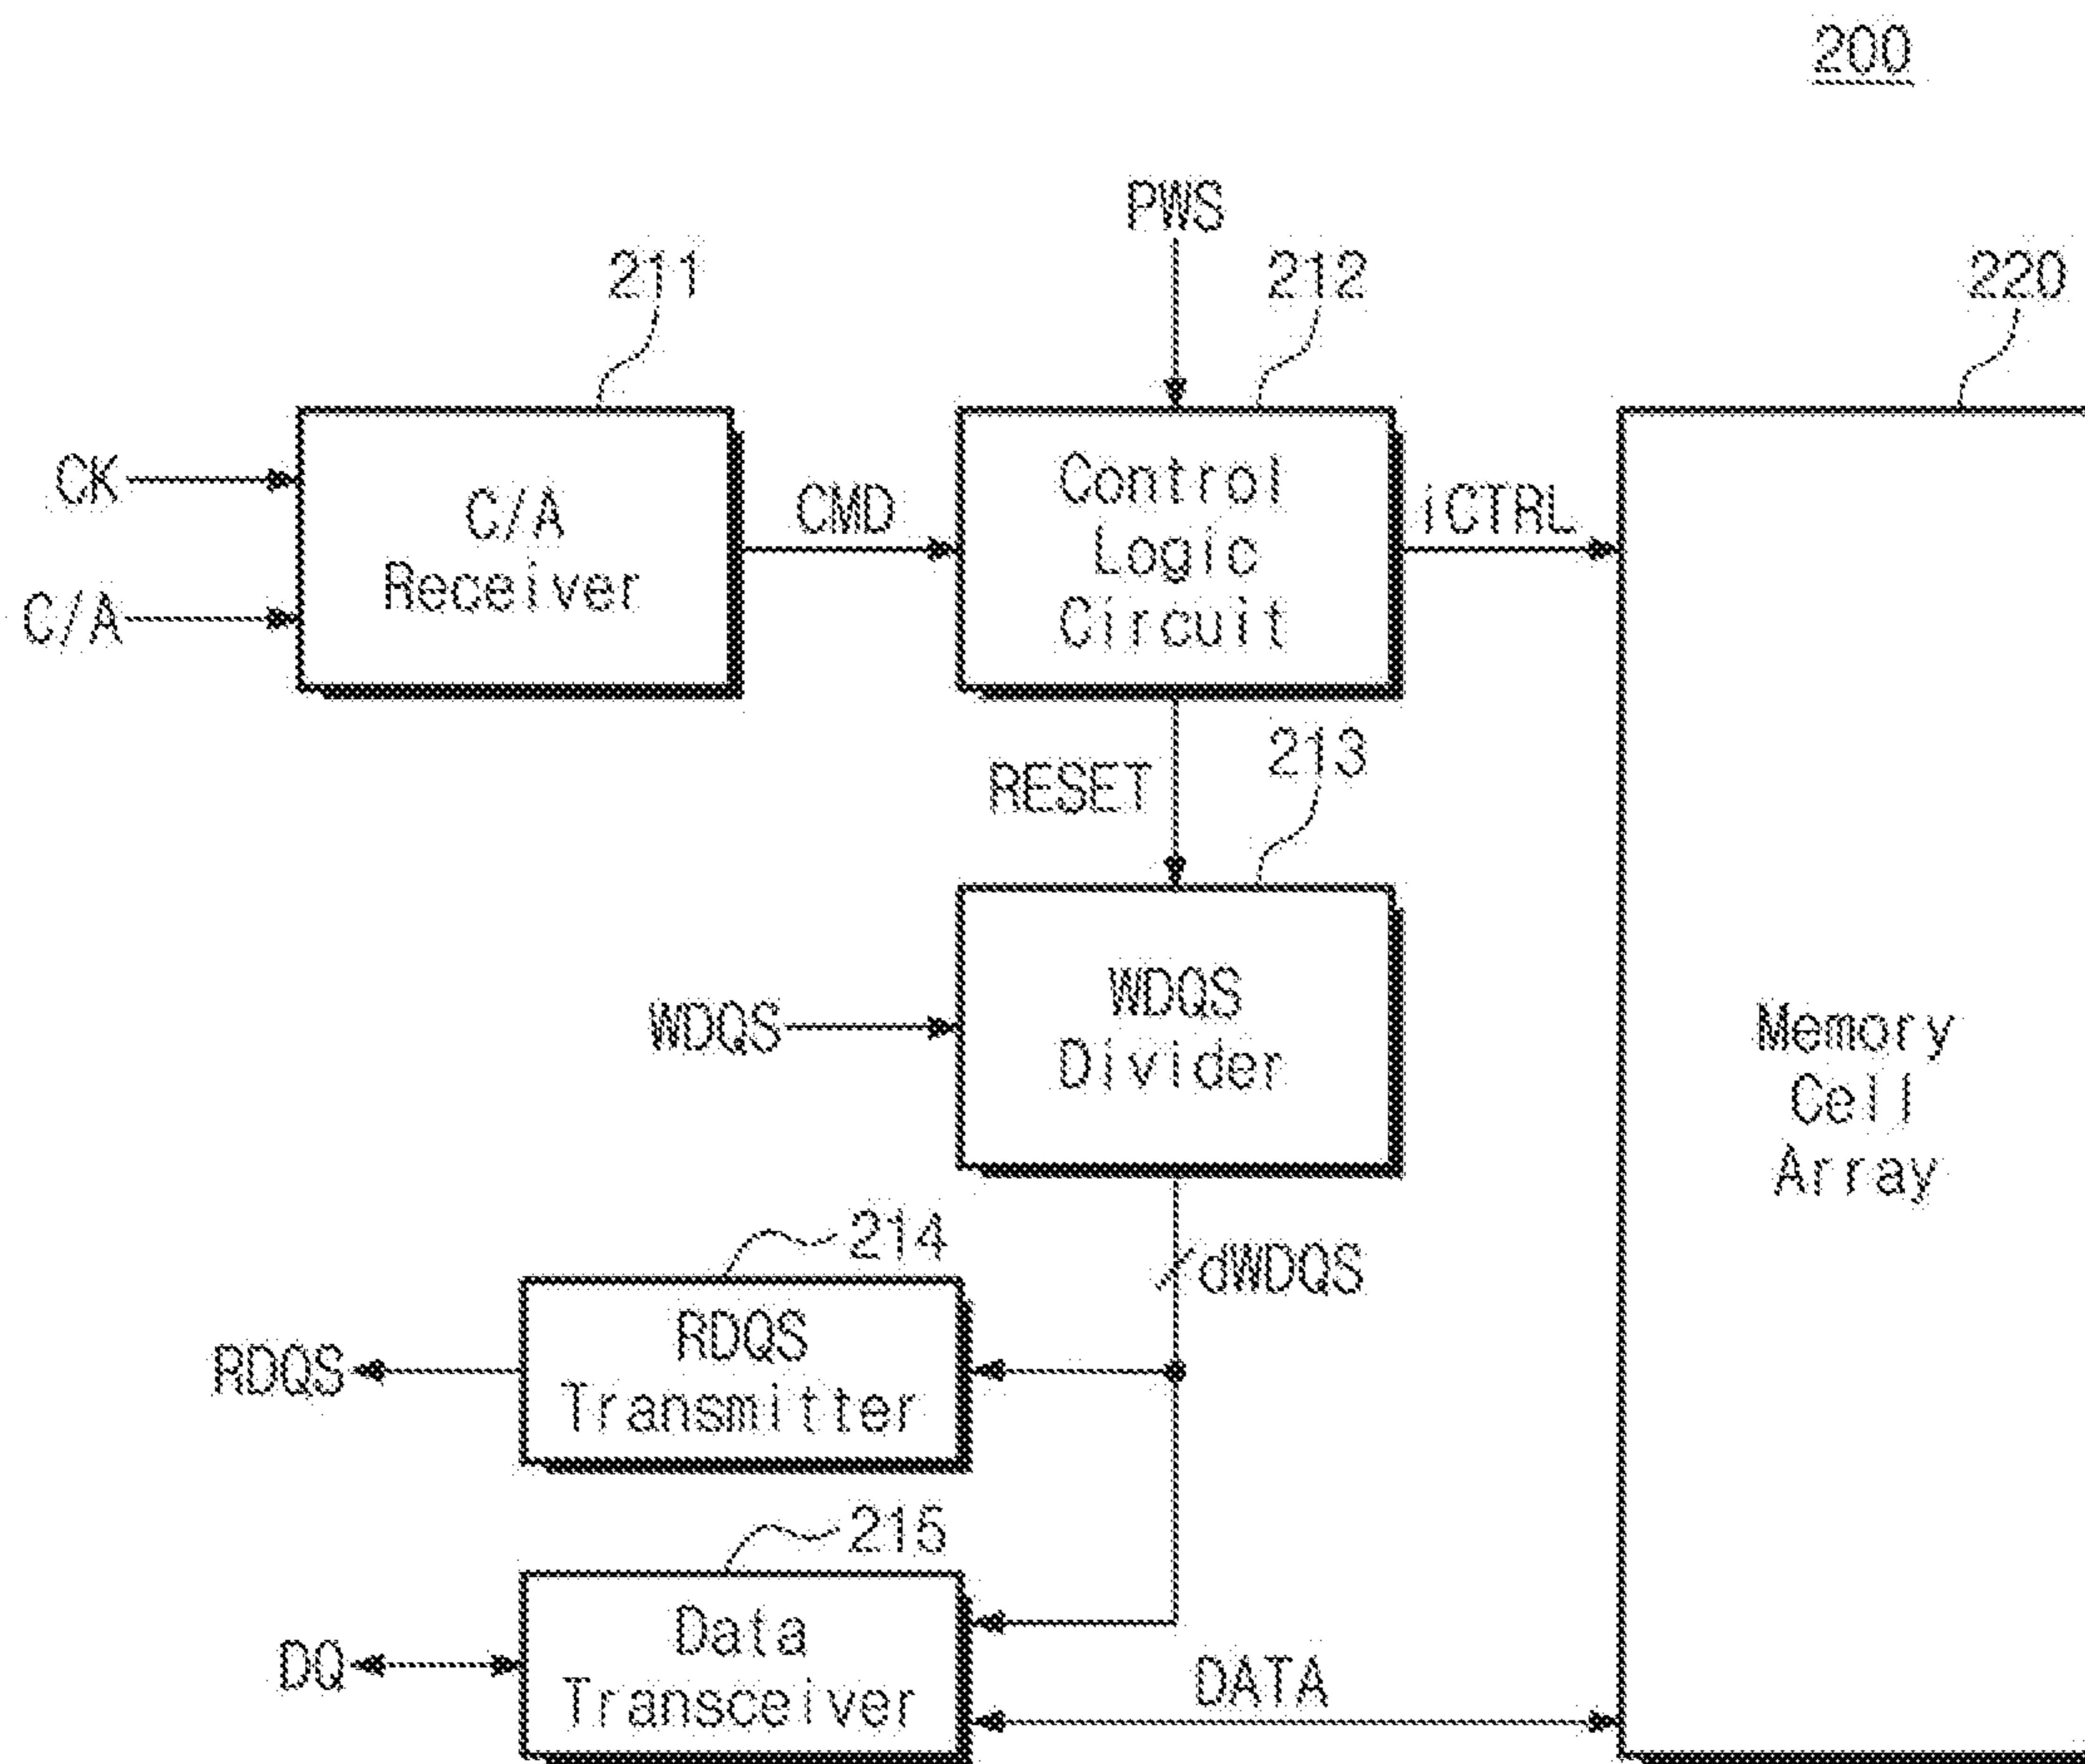 200
PWS
211
212
220
CK
C/A
C/A
Receiver
CMD
Control
Logic
Circuit
iCTRL
RESET
213
WDQS
WDQS
Divider
Memory
Cell
Array
214
dWDQS
RDQS
RDQS
Transmitter
215
DQ
Data
Transceiver
DATA